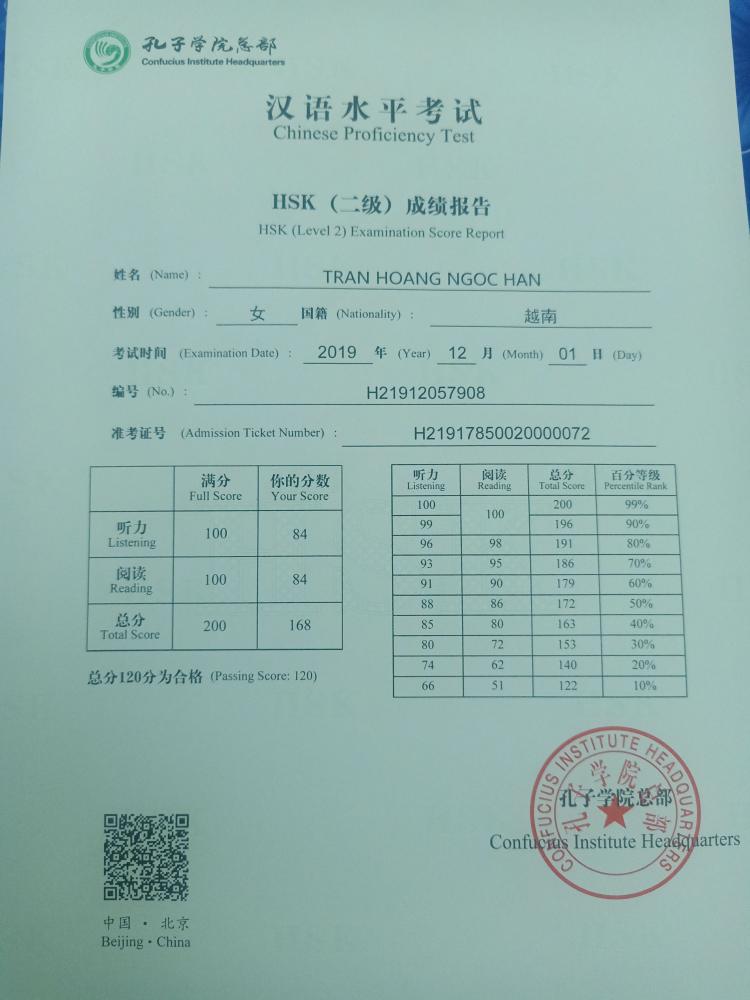 孔子学院总部
Confucius Institute Headquarters
汉语水平考试
Chinese Proficiency Test
HSK（二级）成绩报告
HSK (Level 2) Examination Score Report
姓名 (Name) : TRAN HOANG NGOC HAN
性别 (Gender) : 女 国籍 (Nationality) : 越南
考试时间 (Examination Date) : 2019 年 (Year) 12 月 (Month) 01 日 (Day)
编号 (No.) : H21912057908
准考证号 (Admission Ticket Number) : H21917850020000072
满分 你的分数
Full Score Your Score
听力
Listening 100 84
阅读
Reading 100 84
总分
Total Score 200 168
总分120分为合格 (Passing Score: 120)
听力 阅读 总分 百分等级
Listening Reading Total Score Percentile Rank
100 100 200 99%
99 196 90%
96 98 191 80%
93 95 186 70%
91 90 179 60%
88 86 172 50%
85 80 163 40%
80 72 153 30%
74 62 140 20%
66 51 122 10%
CONFUCIUS INSTITUTE HEADQUARTERS
孔子学院总部
孔子学院总部
Confucius Institute Headquarters
中国 · 北京
Beijing · China